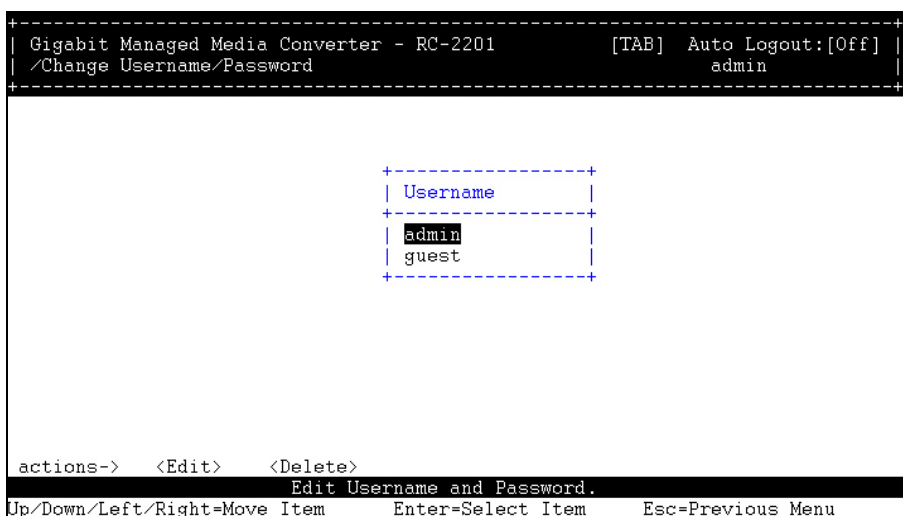 Gigabit Managed Media Converter - RC-2201 [TAB] Auto Logout:[Off]
/Change Username/Password admin
Username
admin
guest
actions-> <Edit> <Delete>
Edit Username and Password.
Up/Down/Left/Right=Move Item Enter=Select Item Esc=Previous Menu